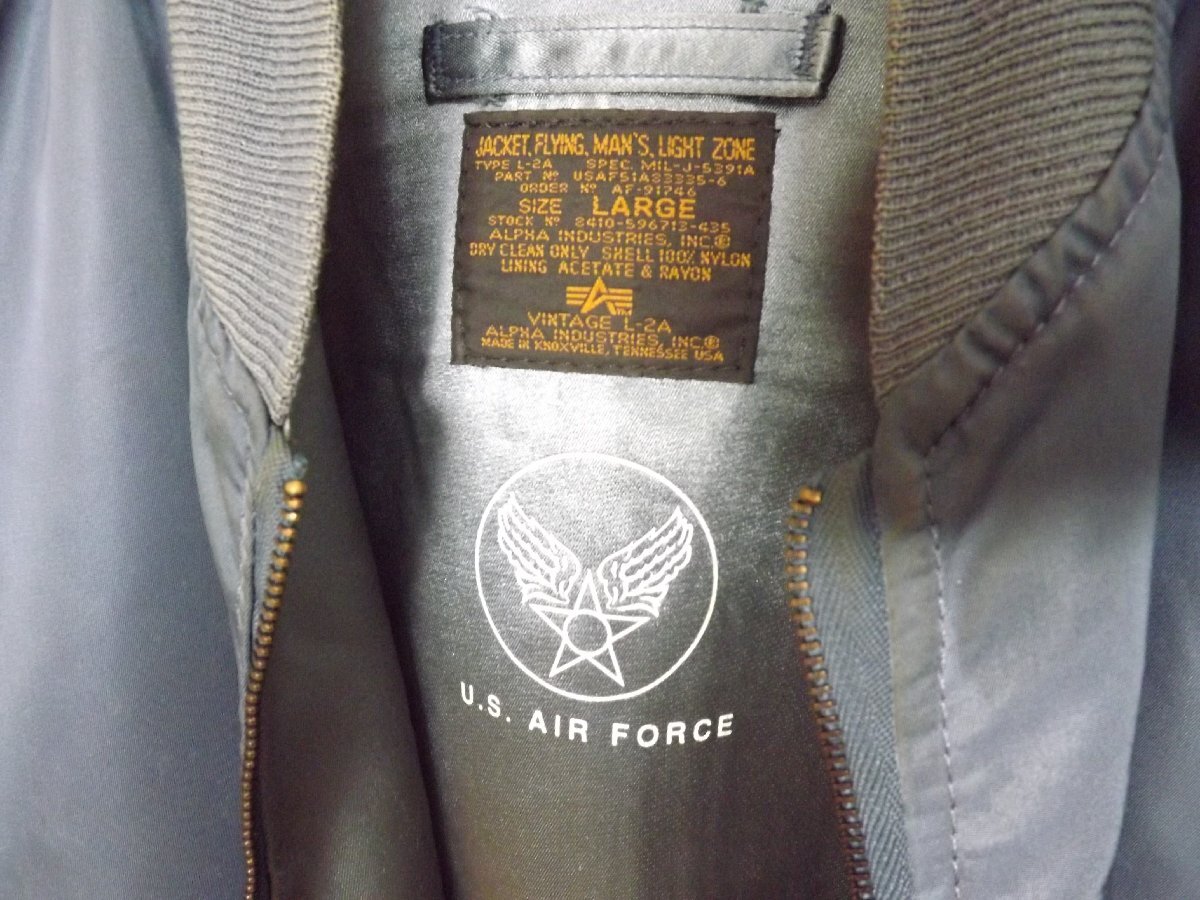 JACKET, FLYING, MAN'S, LIGHT ZONE
TYPE L-2A SPEC. MIL-J-5391A
PART Nº USAF51A33335-6
ORDER Nº AF-91746
SIZE LARGE
STOCK Nº 8410-596713-435
ALPHA INDUSTRIES, INC.®
DRY CLEAN ONLY SHELL 100% NYLON
LINING ACETATE & RAYON
VINTAGE L-2A
ALPHA INDUSTRIES, INC.®
MADE IN KNOXVILLE, TENNESSEE USA
U.S. AIR FORCE